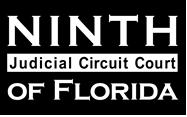 NINTH
Judicial Circuit Court
OF FLORIDA